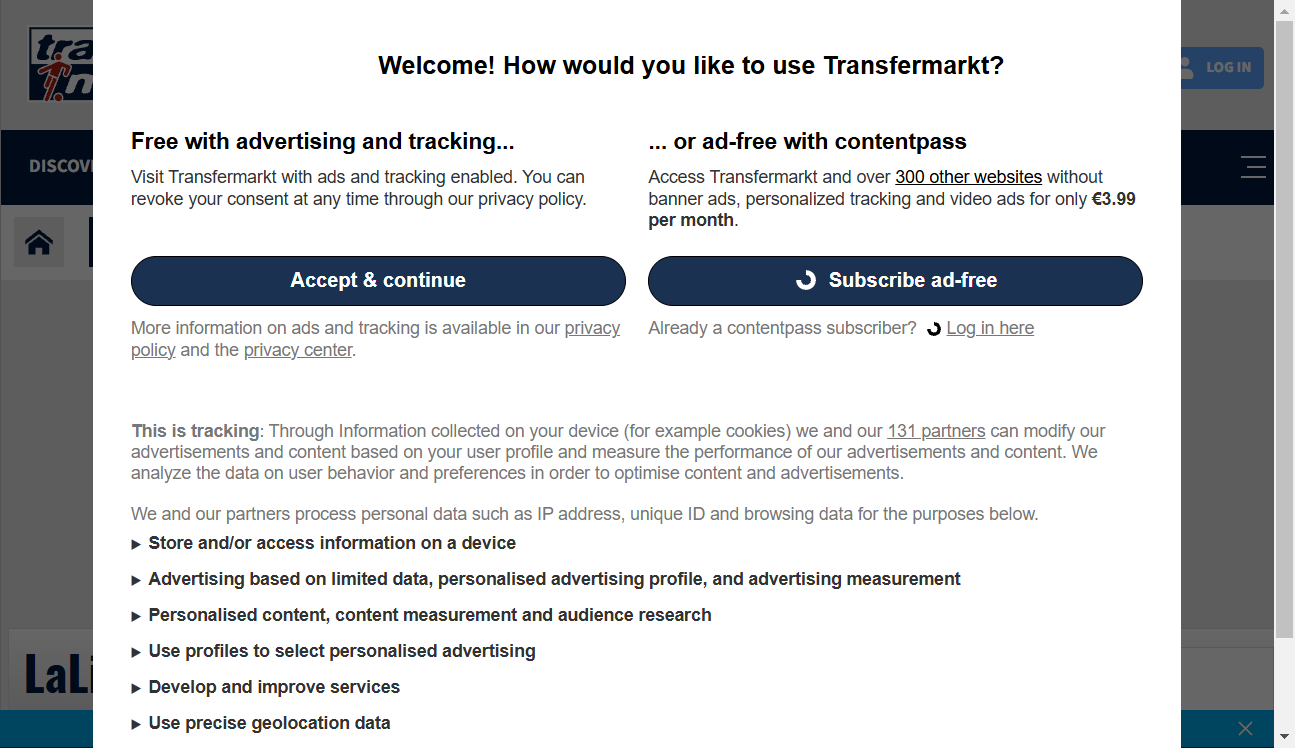 Welcome! How would you like to use Transfermarkt?
LOG IN
DISCOV
Free with advertising and tracking...
Visit Transfermarkt with ads and tracking enabled. You can
revoke your consent at any time through our privacy policy.
Accept & continue
More information on ads and tracking is available in our privacy
policy and the privacy center.
... or ad-free with contentpass
Access Transfermarkt and over 300 other websites without
banner ads, personalized tracking and video ads for only €3.99
per month.
Subscribe ad-free
Already a contentpass subscriber? Log in here
This is tracking: Through Information collected on your device (for example cookies) we and our 131 partners can modify our
advertisements and content based on your user profile and measure the performance of our advertisements and content. We
analyze the data on user behavior and preferences in order to optimise content and advertisements.
We and our partners process personal data such as IP address, unique ID and browsing data for the purposes below.
Store and/or access information on a device
Advertising based on limited data, personalised advertising profile, and advertising measurement
Personalised content, content measurement and audience research
Use profiles to select personalised advertising
Develop and improve services
Use precise geolocation data
LaLi